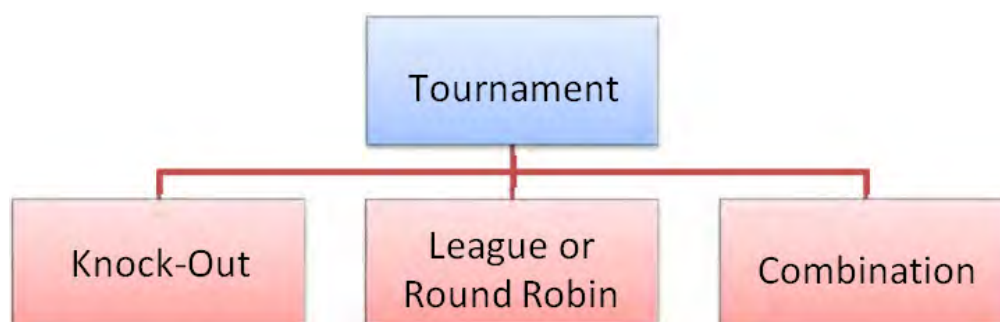 Tournament
Knock-Out
League or
Round Robin
Combination